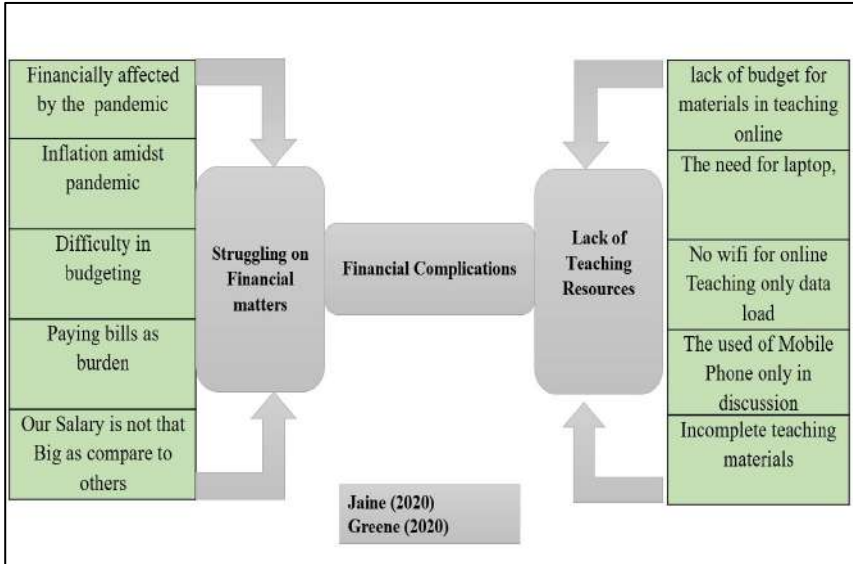 Financially affected
by the pandemic
Inflation amidst
pandemic
Difficulty in
budgeting
Paying bills as
burden
Our Salary is not that
Big as compare to
others
Struggling on
Financial
matters
Financial Complications
Lack of
Teaching
Resources
lack of budget for
materials in teaching
online
The need for laptop,
No wifi for online
Teaching only data
load
The used of Mobile
Phone only in
discussion
Incomplete teaching
materials
Jaine (2020)
Greene (2020)